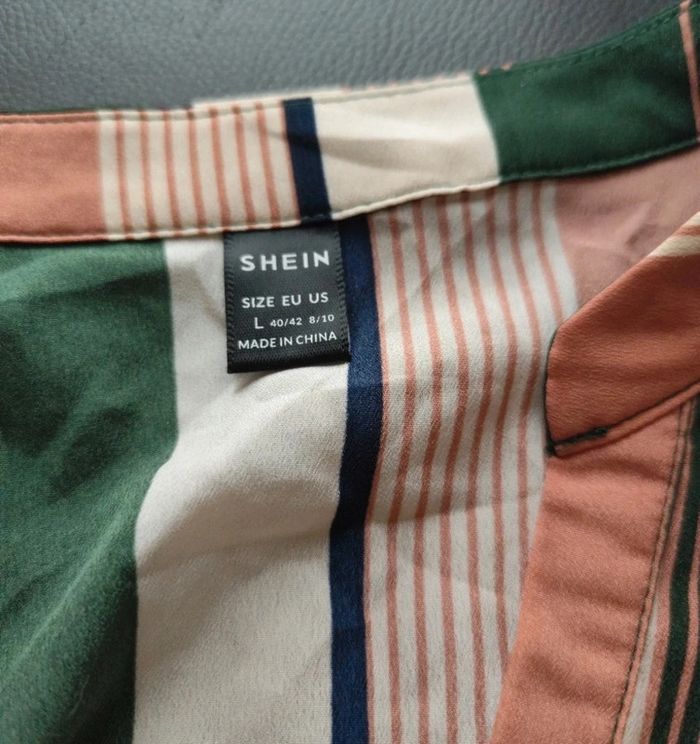 SHEIN
SIZE EU US
L 40/42 8/10
MADE IN CHINA